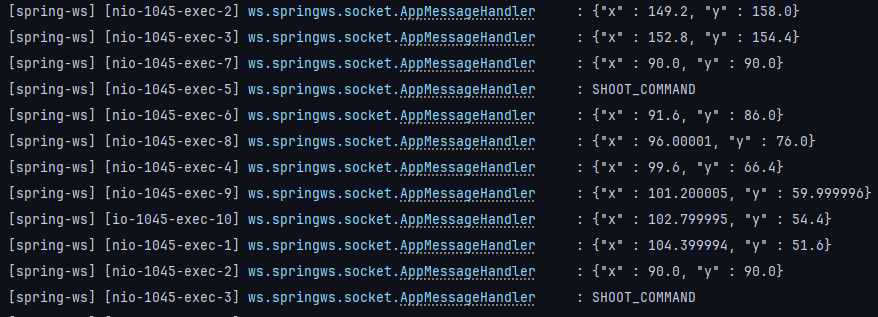 [spring-ws] [nio-1045-exec-2] ws.springws.socket.AppMessageHandler : {"x" : 149.2, "y" : 158.0}
[spring-ws] [nio-1045-exec-3] ws.springws.socket.AppMessageHandler : {"x" : 152.8, "y" : 154.4}
[spring-ws] [nio-1045-exec-7] ws.springws.socket.AppMessageHandler : {"x" : 90.0, "y" : 90.0}
[spring-ws] [nio-1045-exec-5] ws.springws.socket.AppMessageHandler : SHOOT_COMMAND
[spring-ws] [nio-1045-exec-6] ws.springws.socket.AppMessageHandler : {"x" : 91.6, "y" : 86.0}
[spring-ws] [nio-1045-exec-8] ws.springws.socket.AppMessageHandler : {"x" : 96.00001, "y" : 76.0}
[spring-ws] [nio-1045-exec-4] ws.springws.socket.AppMessageHandler : {"x" : 99.6, "y" : 66.4}
[spring-ws] [nio-1045-exec-9] ws.springws.socket.AppMessageHandler : {"x" : 101.200005, "y" : 59.999996}
[spring-ws] [io-1045-exec-10] ws.springws.socket.AppMessageHandler : {"x" : 102.799995, "y" : 54.4}
[spring-ws] [nio-1045-exec-1] ws.springws.socket.AppMessageHandler : {"x" : 104.399994, "y" : 51.6}
[spring-ws] [nio-1045-exec-2] ws.springws.socket.AppMessageHandler : {"x" : 90.0, "y" : 90.0}
[spring-ws] [nio-1045-exec-3] ws.springws.socket.AppMessageHandler : SHOOT_COMMAND